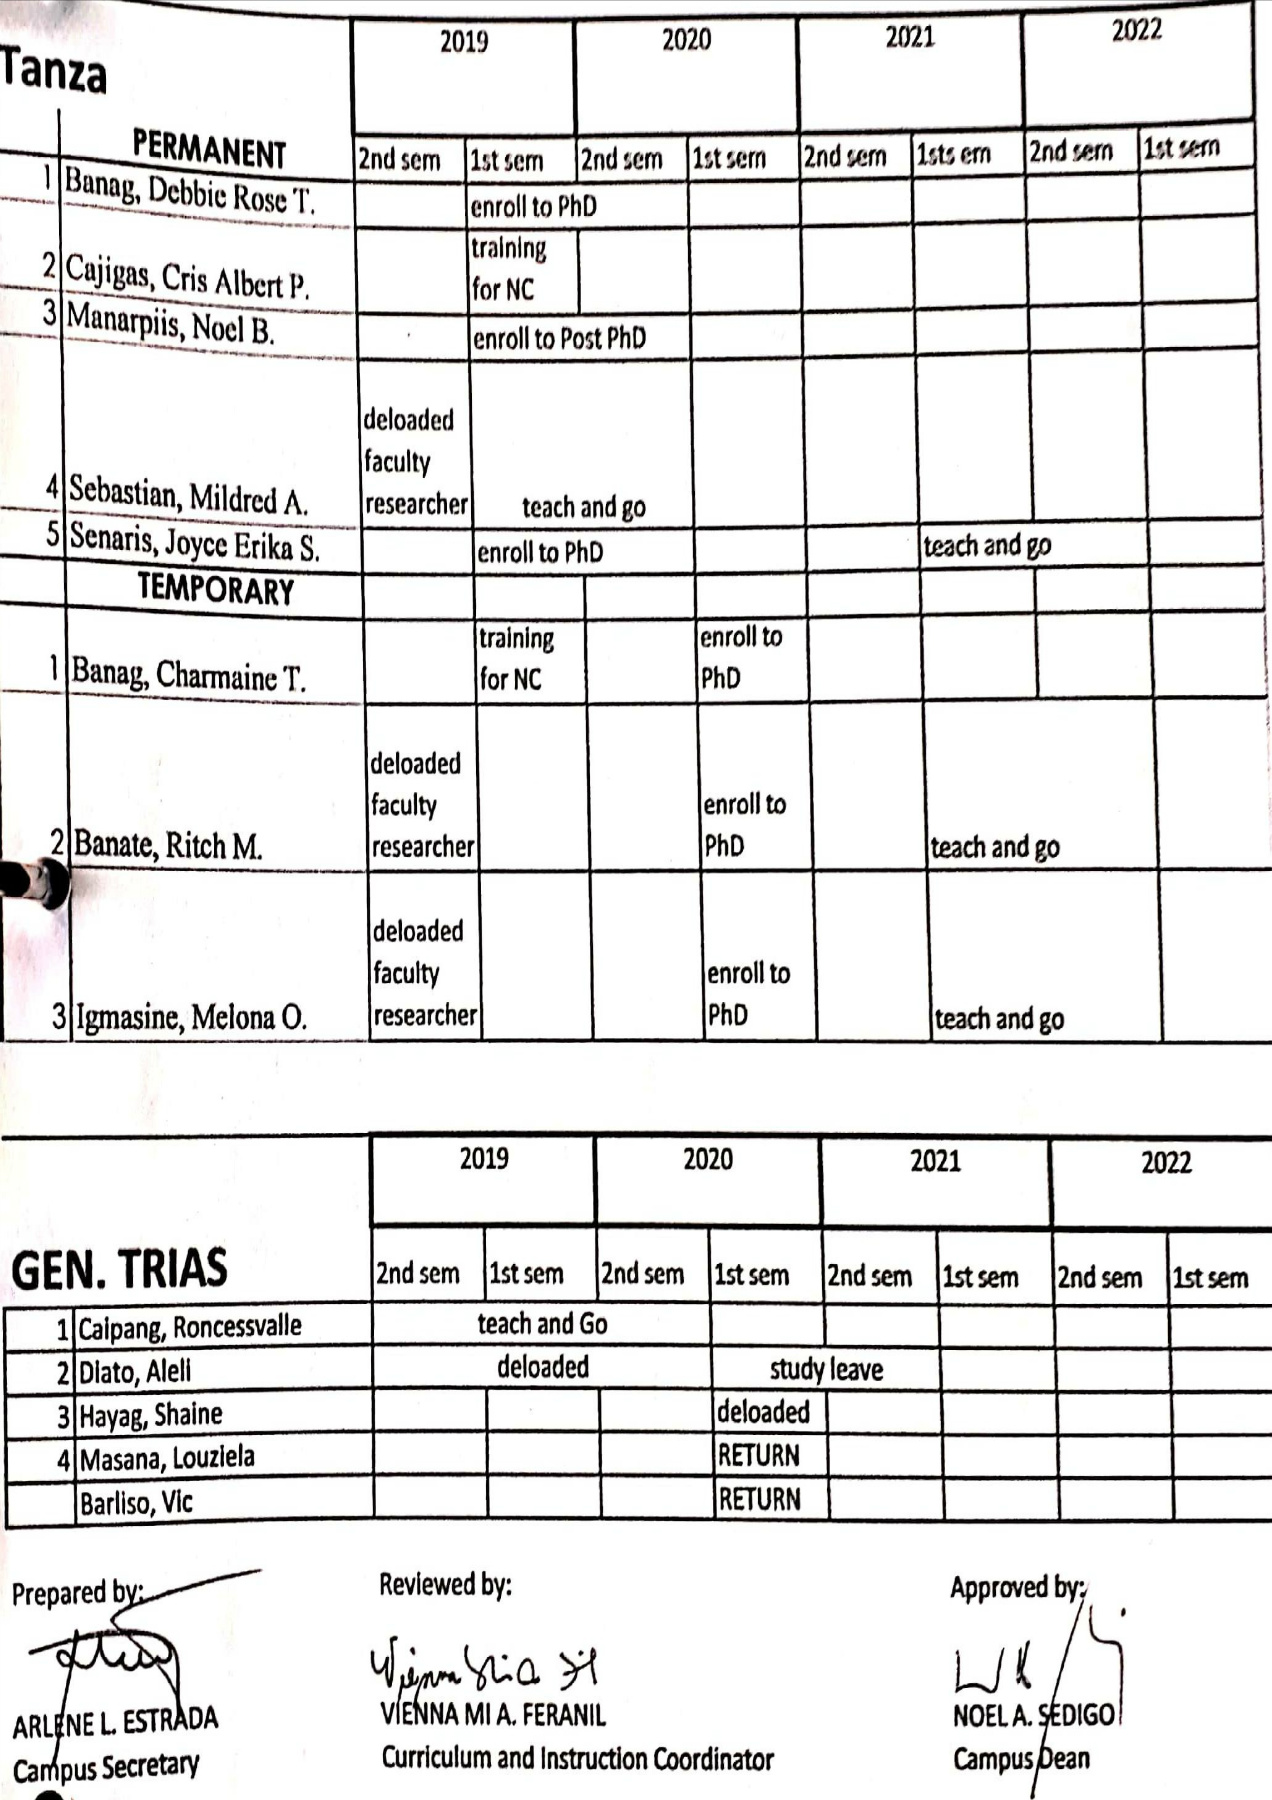 Tanza
2019 2020 2021 2022
PERMANENT 2nd sem 1st sem 2nd sem 1st sem 2nd sem 1sts em 2nd sem 1st sem
1 Banag, Debbie Rose T. enroll to PhD
training
2 Cajigas, Cris Albert P. for NC
3 Manarpiis, Noel B. enroll to Post PhD
deloaded
faculty
4 Sebastian, Mildred A. researcher teach and go
5 Senaris, Joyce Erika S. enroll to PhD teach and go
TEMPORARY
training enroll to
1 Banag, Charmaine T. for NC PhD
deloaded
faculty enroll to
2 Banate, Ritch M. researcher PhD teach and go
deloaded
faculty enroll to
3 Igmasine, Melona O. researcher PhD teach and go
2019 2020 2021 2022
GEN. TRIAS 2nd sem 1st sem 2nd sem 1st sem 2nd sem 1st sem 2nd sem 1st sem
1 Caipang, Roncessvalle teach and Go
2 Diato, Aleli deloaded study leave
3 Hayag, Shaine deloaded
4 Masana, Louziela RETURN
Barliso, Vic RETURN
Prepared by: Reviewed by: Approved by:
ARLENE L. ESTRADA VIENNA MI A. FERANIL NOEL A. SEDIGO
Campus Secretary Curriculum and Instruction Coordinator Campus Dean